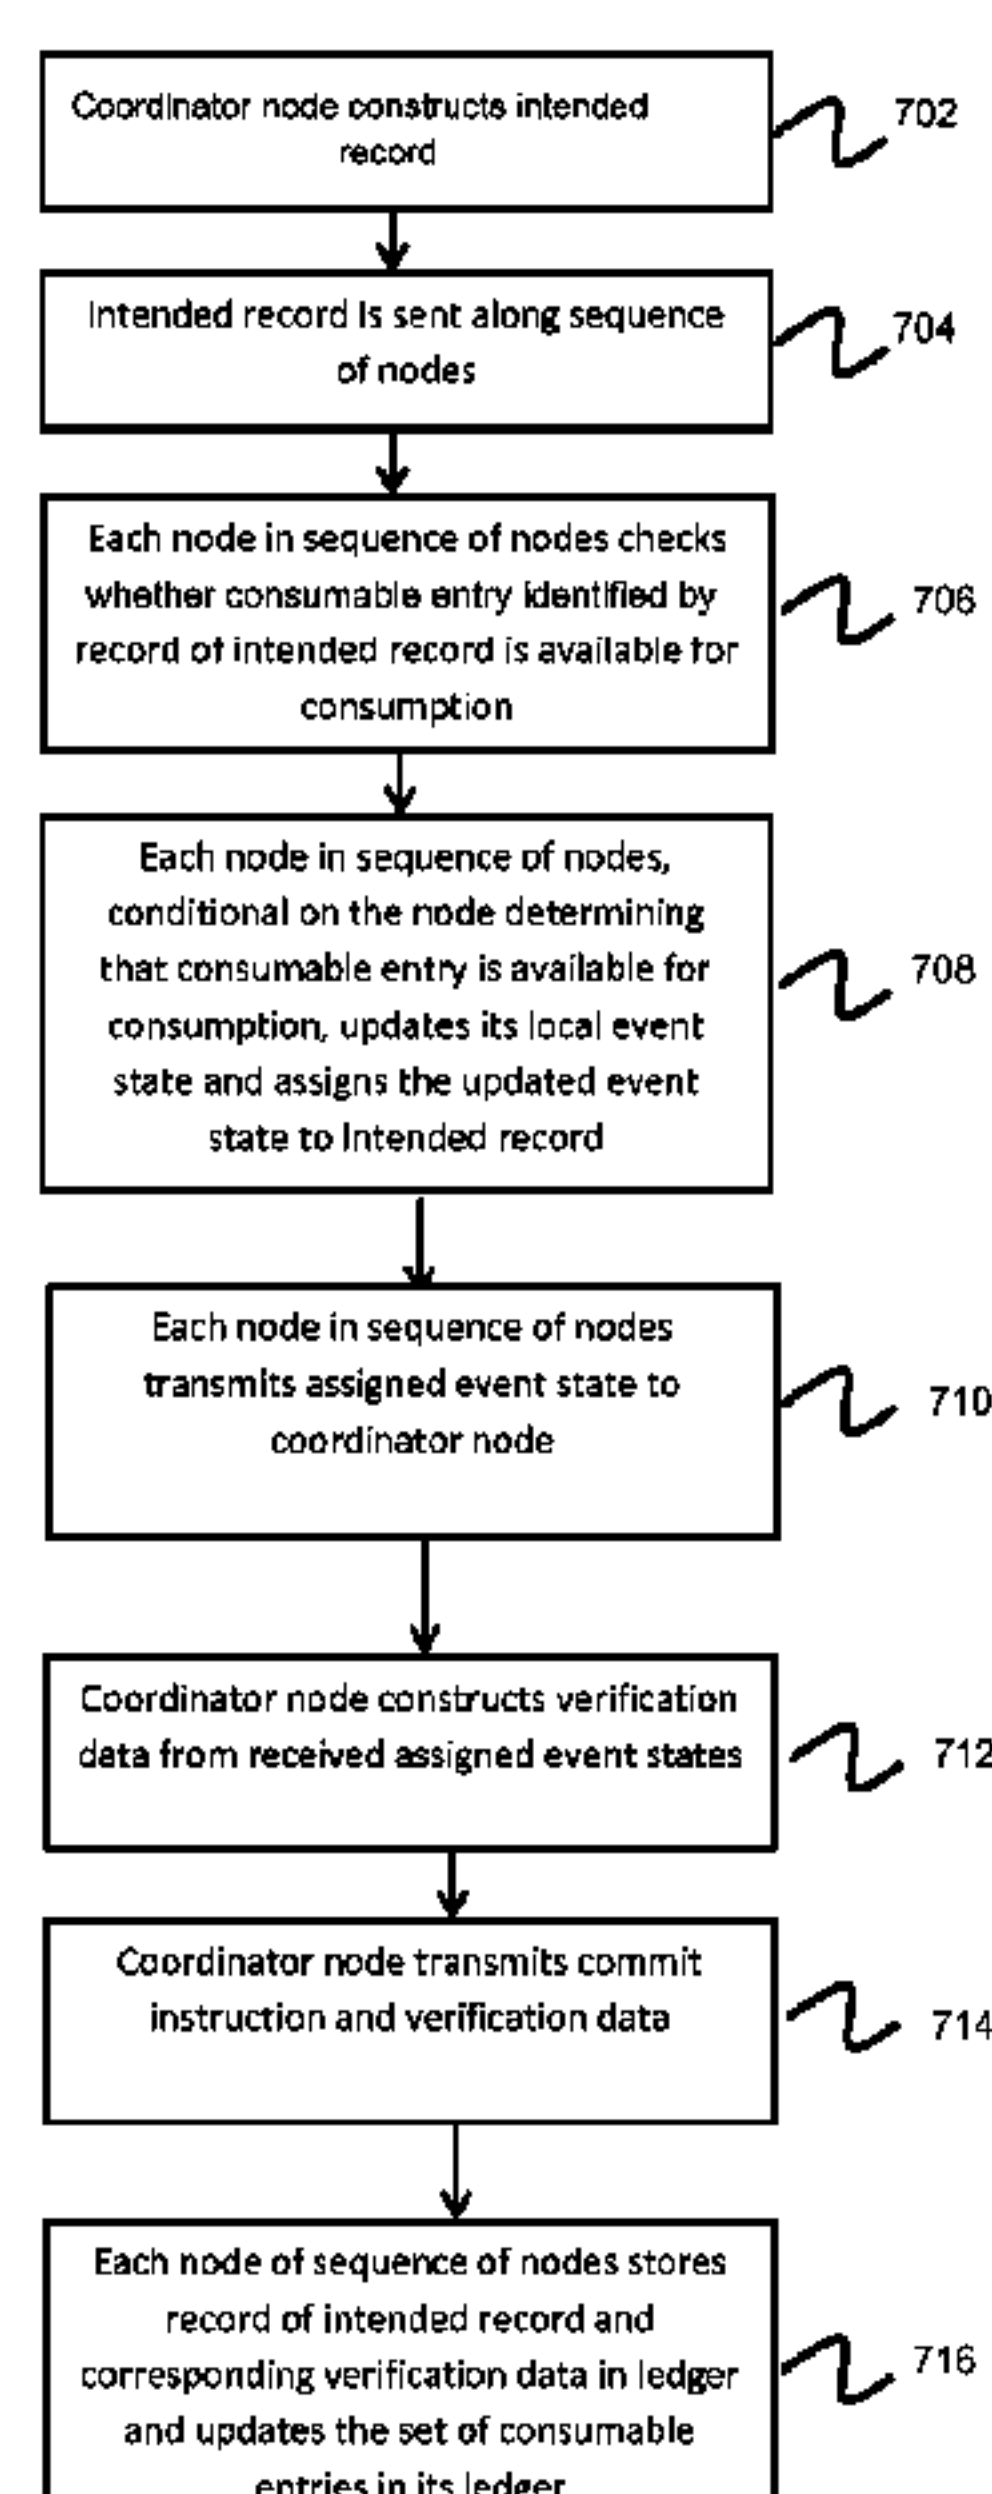 Coordinator node constructs intended
record
702
Intended record is sent along sequence
of nodes
704
Each node in sequence of nodes checks
whether consumable entry identified by
record of intended record is available for
consumption
706
Each node in sequence of nodes,
conditional on the node determining
that consumable entry is available for
consumption, updates its local event
state and assigns the updated event
state to Intended record
708
Each node in sequence of nodes
transmits assigned event state to
coordinator node
710
Coordinator node constructs verification
data from received assigned event states
712
Coordinator node transmits commit
instruction and verification data
714
Each node of sequence of nodes stores
record of intended record and
corresponding verification data in ledger
and updates the set of consumable
entries in its ledger
716